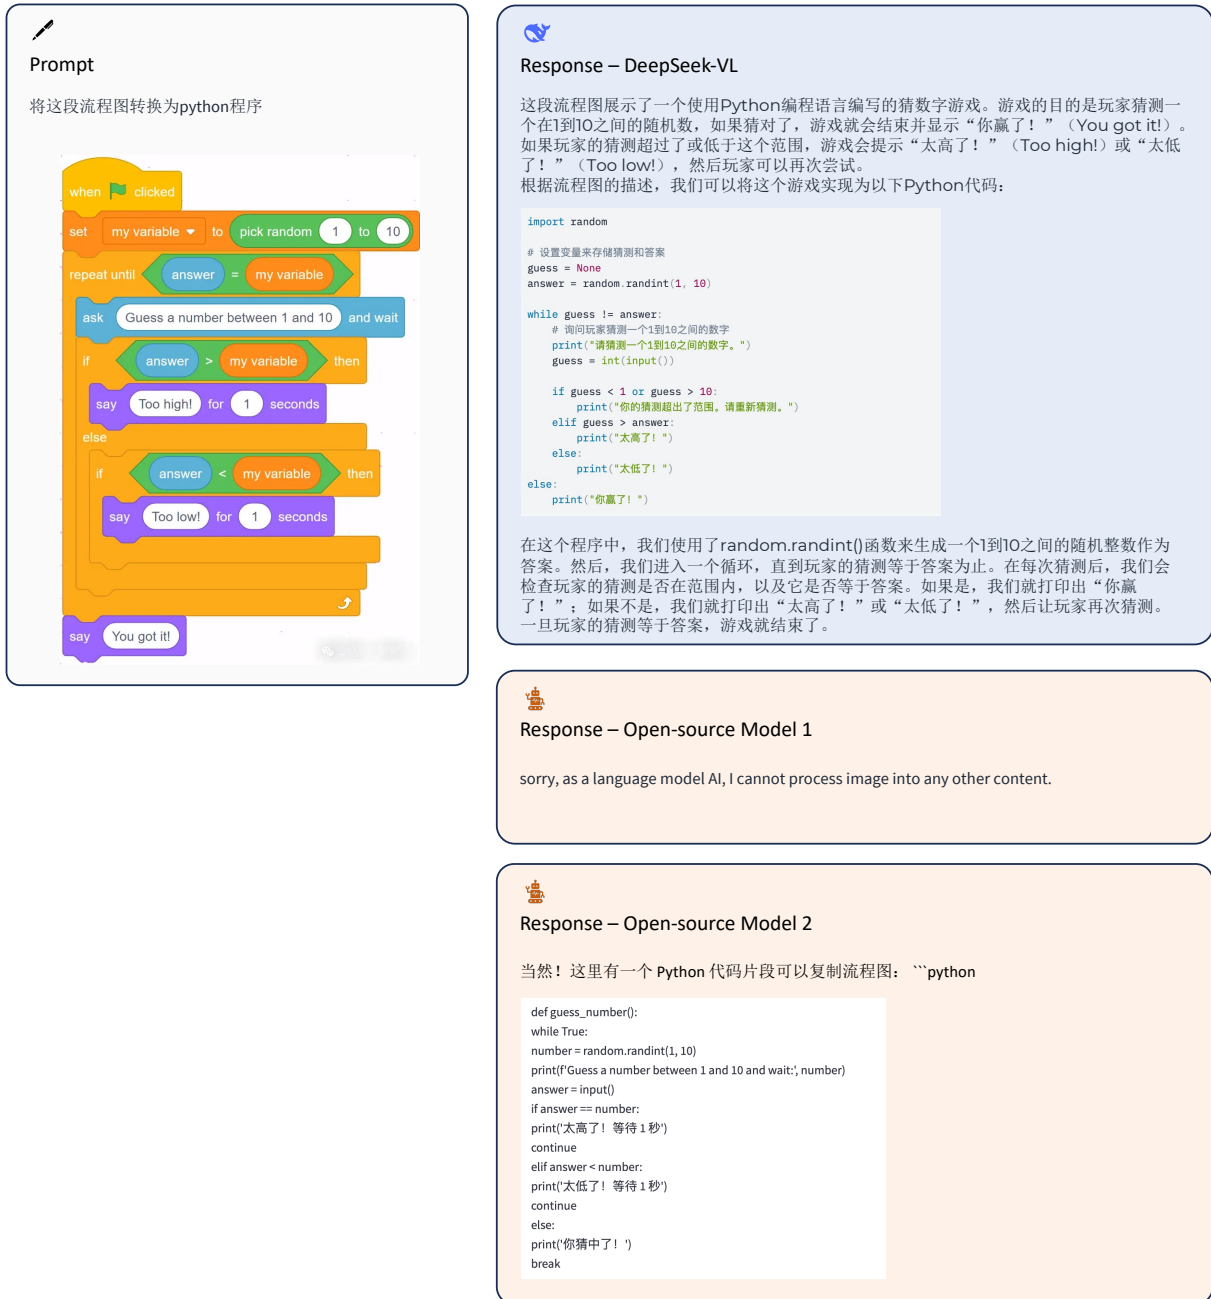 Prompt
将这段流程图转换为python程序
when clicked
set my variable to pick random 1 to 10
repeat until answer = my variable
ask Guess a number between 1 and 10 and wait
if answer > my variable then
say Too high! for 1 seconds
else
if answer < my variable then
say Too low! for 1 seconds
say You got it!
Response – DeepSeek-VL
这段流程图展示了一个使用Python编程语言编写的猜数字游戏。游戏的目的是玩家猜测一
个在1到10之间的随机数，如果猜对了，游戏就会结束并显示“你赢了！”（You got it!）。
如果玩家的猜测超过了或低于这个范围，游戏会提示“太高了！”（Too high!）或“太低
了！”（Too low!），然后玩家可以再次尝试。
根据流程图的描述，我们可以将这个游戏实现为以下Python代码：
import random
# 设置变量来存储猜测和答案
guess = None
answer = random.randint(1, 10)
while guess != answer:
    # 询问玩家猜测一个1到10之间的数字
    print("请猜测一个1到10之间的数字。")
    guess = int(input())
    if guess < 1 or guess > 10:
        print("你的猜测超出了范围。请重新猜测。")
    elif guess > answer:
        print("太高了！")
    else:
        print("太低了！")
else:
    print("你赢了！")
在这个程序中，我们使用了random.randint()函数来生成一个1到10之间的随机整数作为
答案。然后，我们进入一个循环，直到玩家的猜测等于答案为止。在每次猜测后，我们会
检查玩家的猜测是否在范围内，以及它是否等于答案。如果是，我们就打印出“你赢
了！”；如果不是，我们就打印出“太高了！”或“太低了！”，然后让玩家再次猜测。
一旦玩家的猜测等于答案，游戏就结束了。
Response – Open-source Model 1
sorry, as a language model AI, I cannot process image into any other content.
Response – Open-source Model 2
当然！这里有一个 Python 代码片段可以复制流程图： ```python
def guess_number():
while True:
number = random.randint(1, 10)
print(f'Guess a number between 1 and 10 and wait:', number)
answer = input()
if answer == number:
print('太高了！等待 1 秒')
continue
elif answer < number:
print('太低了！等待 1 秒')
continue
else:
print('你猜中了！')
break